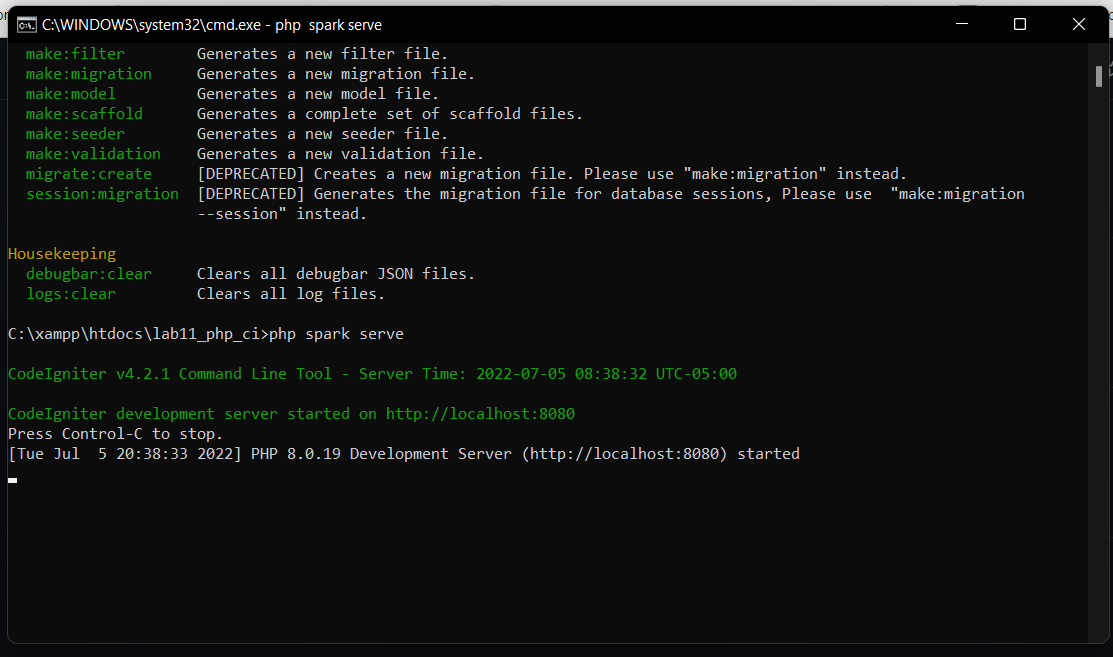 C:\WINDOWS\system32\cmd.exe - php  spark serve
make:filter Generates a new filter file.
make:migration Generates a new migration file.
make:model Generates a new model file.
make:scaffold Generates a complete set of scaffold files.
make:seeder Generates a new seeder file.
make:validation Generates a new validation file.
migrate:create [DEPRECATED] Creates a new migration file. Please use "make:migration" instead.
session:migration [DEPRECATED] Generates the migration file for database sessions, Please use  "make:migration
--session" instead.
Housekeeping
debugbar:clear Clears all debugbar JSON files.
logs:clear Clears all log files.
C:\xampp\htdocs\lab11_php_ci>php spark serve
CodeIgniter v4.2.1 Command Line Tool - Server Time: 2022-07-05 08:38:32 UTC-05:00
CodeIgniter development server started on http://localhost:8080
Press Control-C to stop.
[Tue Jul  5 20:38:33 2022] PHP 8.0.19 Development Server (http://localhost:8080) started